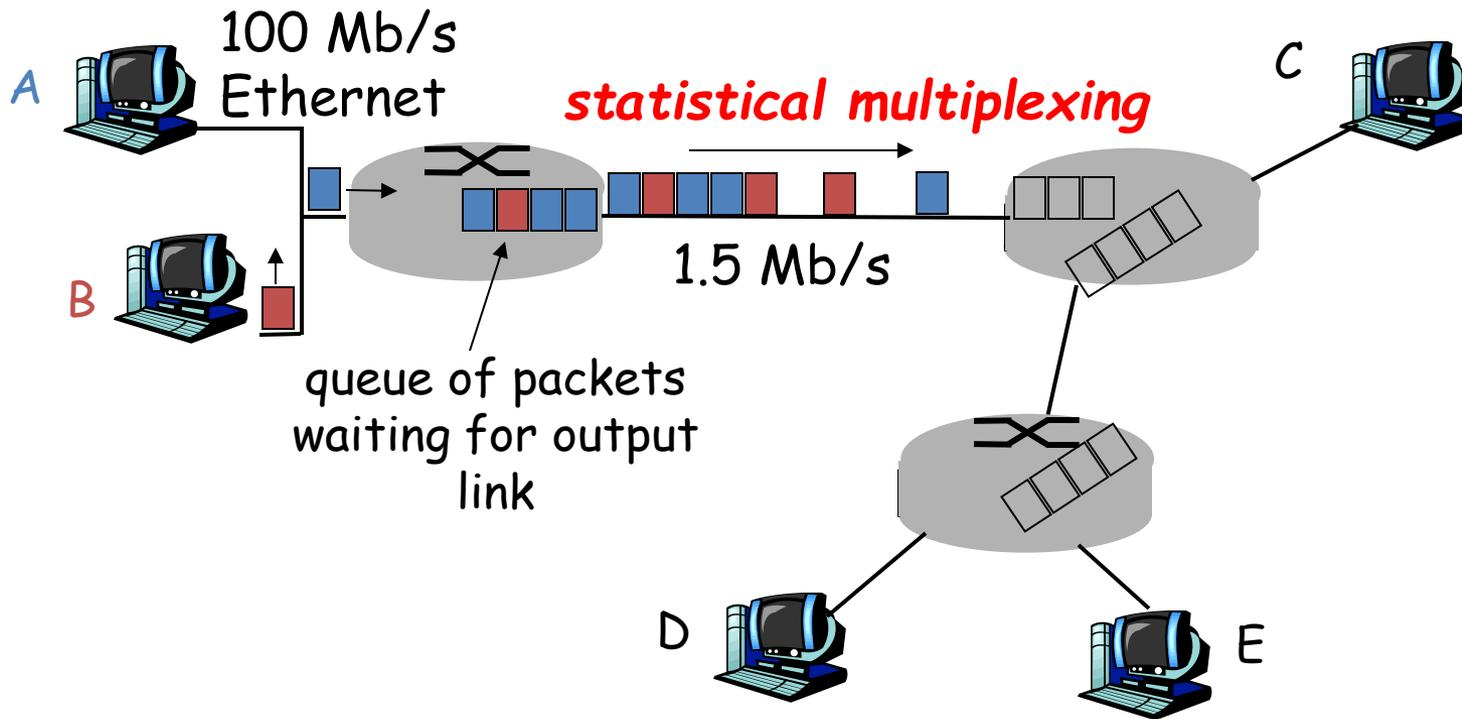 100 Mb/s
Ethernet
A
statistical multiplexing
C
B
1.5 Mb/s
queue of packets
waiting for output
link
D
E